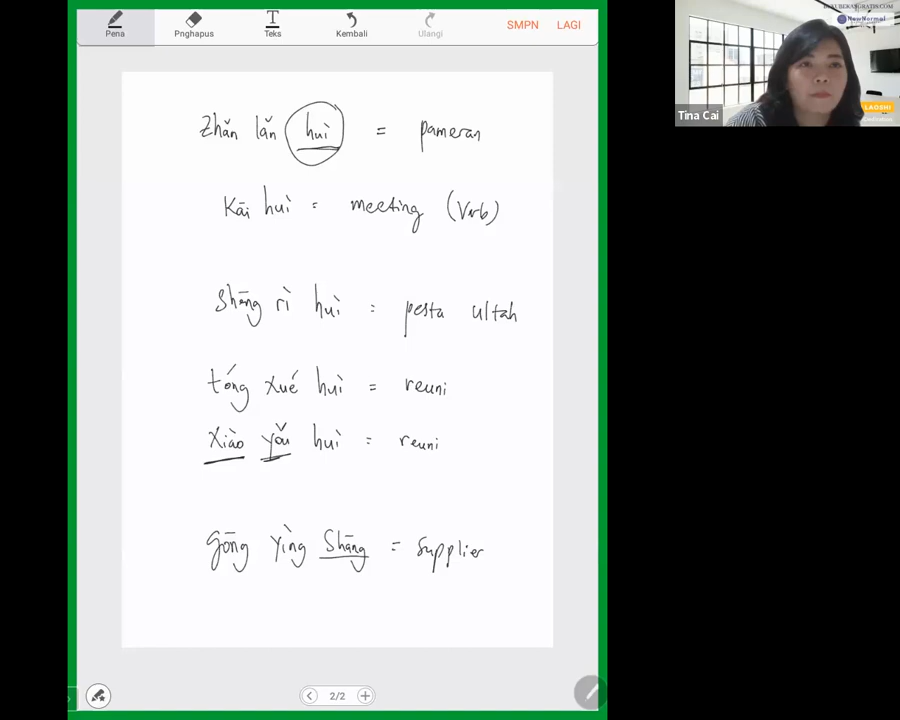 Pena Pnghapus Teks Kembali Ulangi SMPN LAGI
Zhǎn lǎn huì = pameran
Kāi huì = meeting (Verb)
Shēng rì huì = pesta ultah
tóng xué huì = reuni
Xiào yǒu huì = reuni
gōng yìng Shāng = Supplier
2/2
NewNormal
LAOSHI
Tina Cai